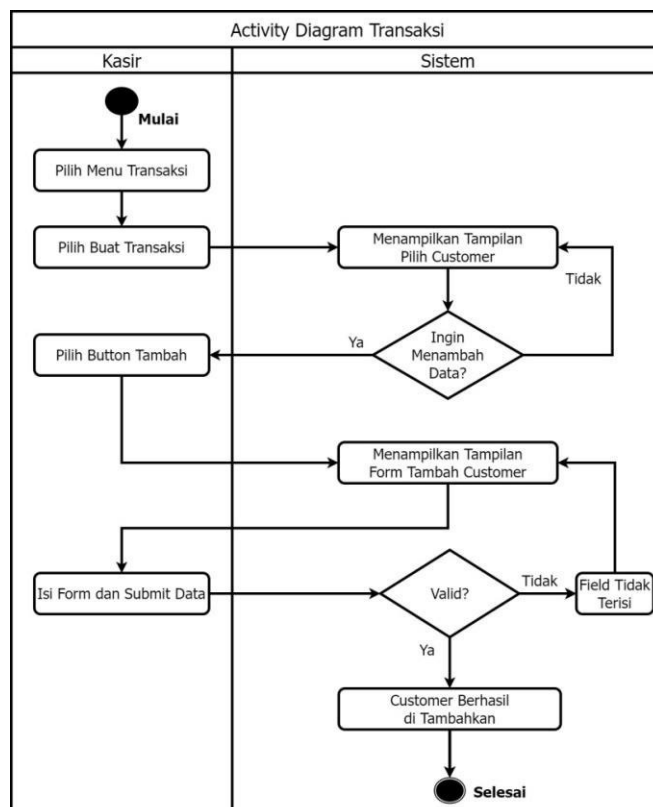 Activity Diagram Transaksi
Kasir
Sistem
Mulai
Pilih Menu Transaksi
Pilih Buat Transaksi
Menampilkan Tampilan
Pilih Customer
Tidak
Ingin
Menambah
Data?
Ya
Pilih Button Tambah
Menampilkan Tampilan
Form Tambah Customer
Isi Form dan Submit Data
Valid?
Tidak
Field Tidak
Terisi
Ya
Customer Berhasil
di Tambahkan
Selesai